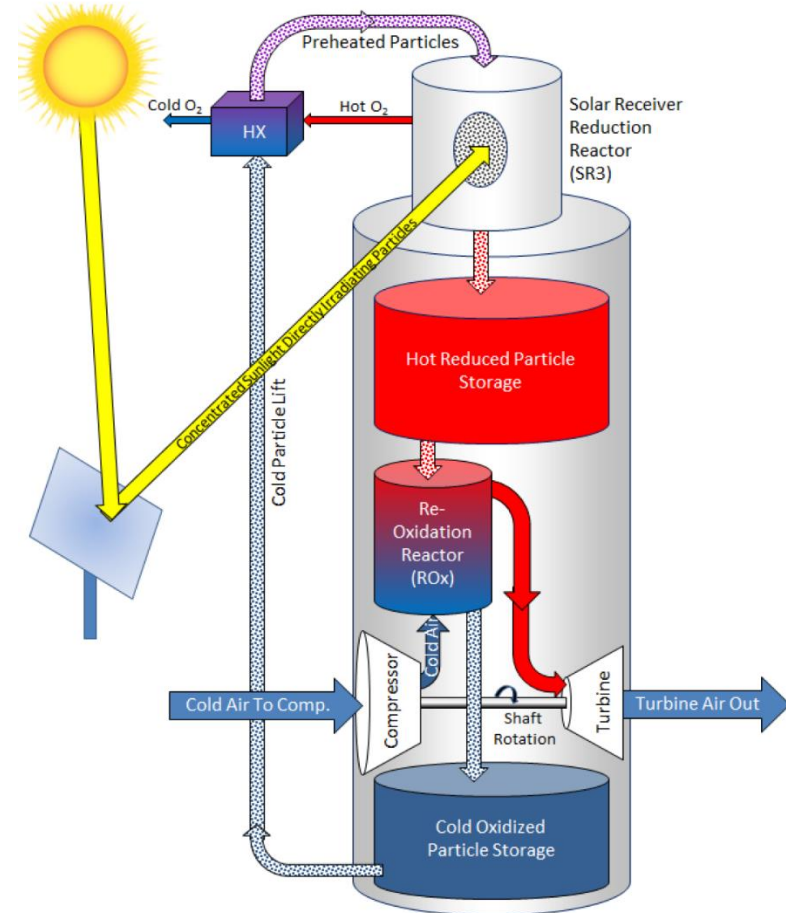 Preheated Particles
Cold O₂
Hot O₂
HX
Solar Receiver
Reduction
Reactor
(SR3)
Concentrated Sunlight Directly Irradiating Particles
Cold Particle Lift
Hot Reduced Particle
Storage
Re-
Oxidation
Reactor
(ROx)
Cold Air
Cold Air To Comp.
Compressor
Shaft
Rotation
Turbine
Turbine Air Out
Cold Oxidized
Particle Storage